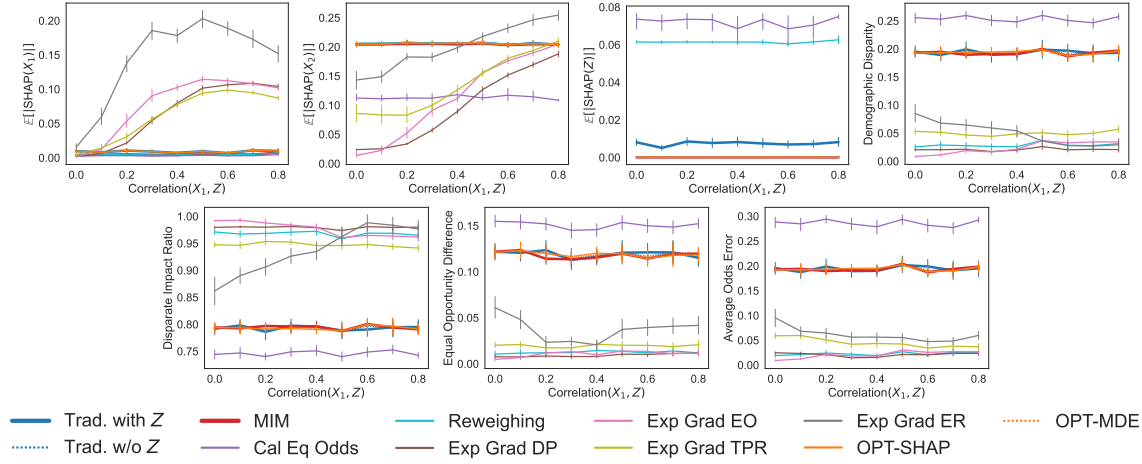 𝔼[|SHAP(X₁)|]
0.20
0.15
0.10
0.05
0.00
0.0 0.2 0.4 0.6 0.8
Correlation(X₁, Z)
𝔼[|SHAP(X₂)|]
0.25
0.20
0.15
0.10
0.05
0.00
0.0 0.2 0.4 0.6 0.8
Correlation(X₁, Z)
𝔼[|SHAP(Z)|]
0.08
0.06
0.04
0.02
0.00
0.0 0.2 0.4 0.6 0.8
Correlation(X₁, Z)
Demographic Disparity
0.25
0.20
0.15
0.10
0.05
0.00
0.0 0.2 0.4 0.6 0.8
Correlation(X₁, Z)
Disparate Impact Ratio
1.00
0.95
0.90
0.85
0.80
0.75
0.0 0.2 0.4 0.6 0.8
Correlation(X₁, Z)
Equal Opportunity Difference
0.15
0.10
0.05
0.00
0.0 0.2 0.4 0.6 0.8
Correlation(X₁, Z)
Average Odds Error
0.30
0.25
0.20
0.15
0.10
0.05
0.00
0.0 0.2 0.4 0.6 0.8
Correlation(X₁, Z)
Trad. with Z MIM Reweighing Exp Grad EO Exp Grad ER OPT-MDE
Trad. w/o Z Cal Eq Odds Exp Grad DP Exp Grad TPR OPT-SHAP